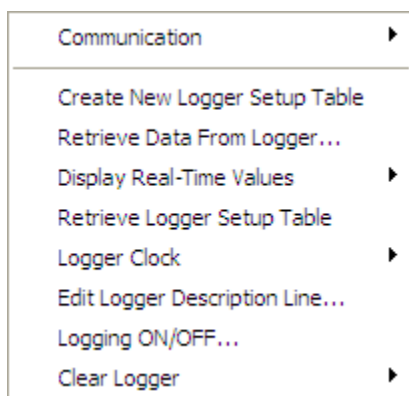 Communication
Create New Logger Setup Table
Retrieve Data From Logger...
Display Real-Time Values
Retrieve Logger Setup Table
Logger Clock
Edit Logger Description Line...
Logging ON/OFF...
Clear Logger